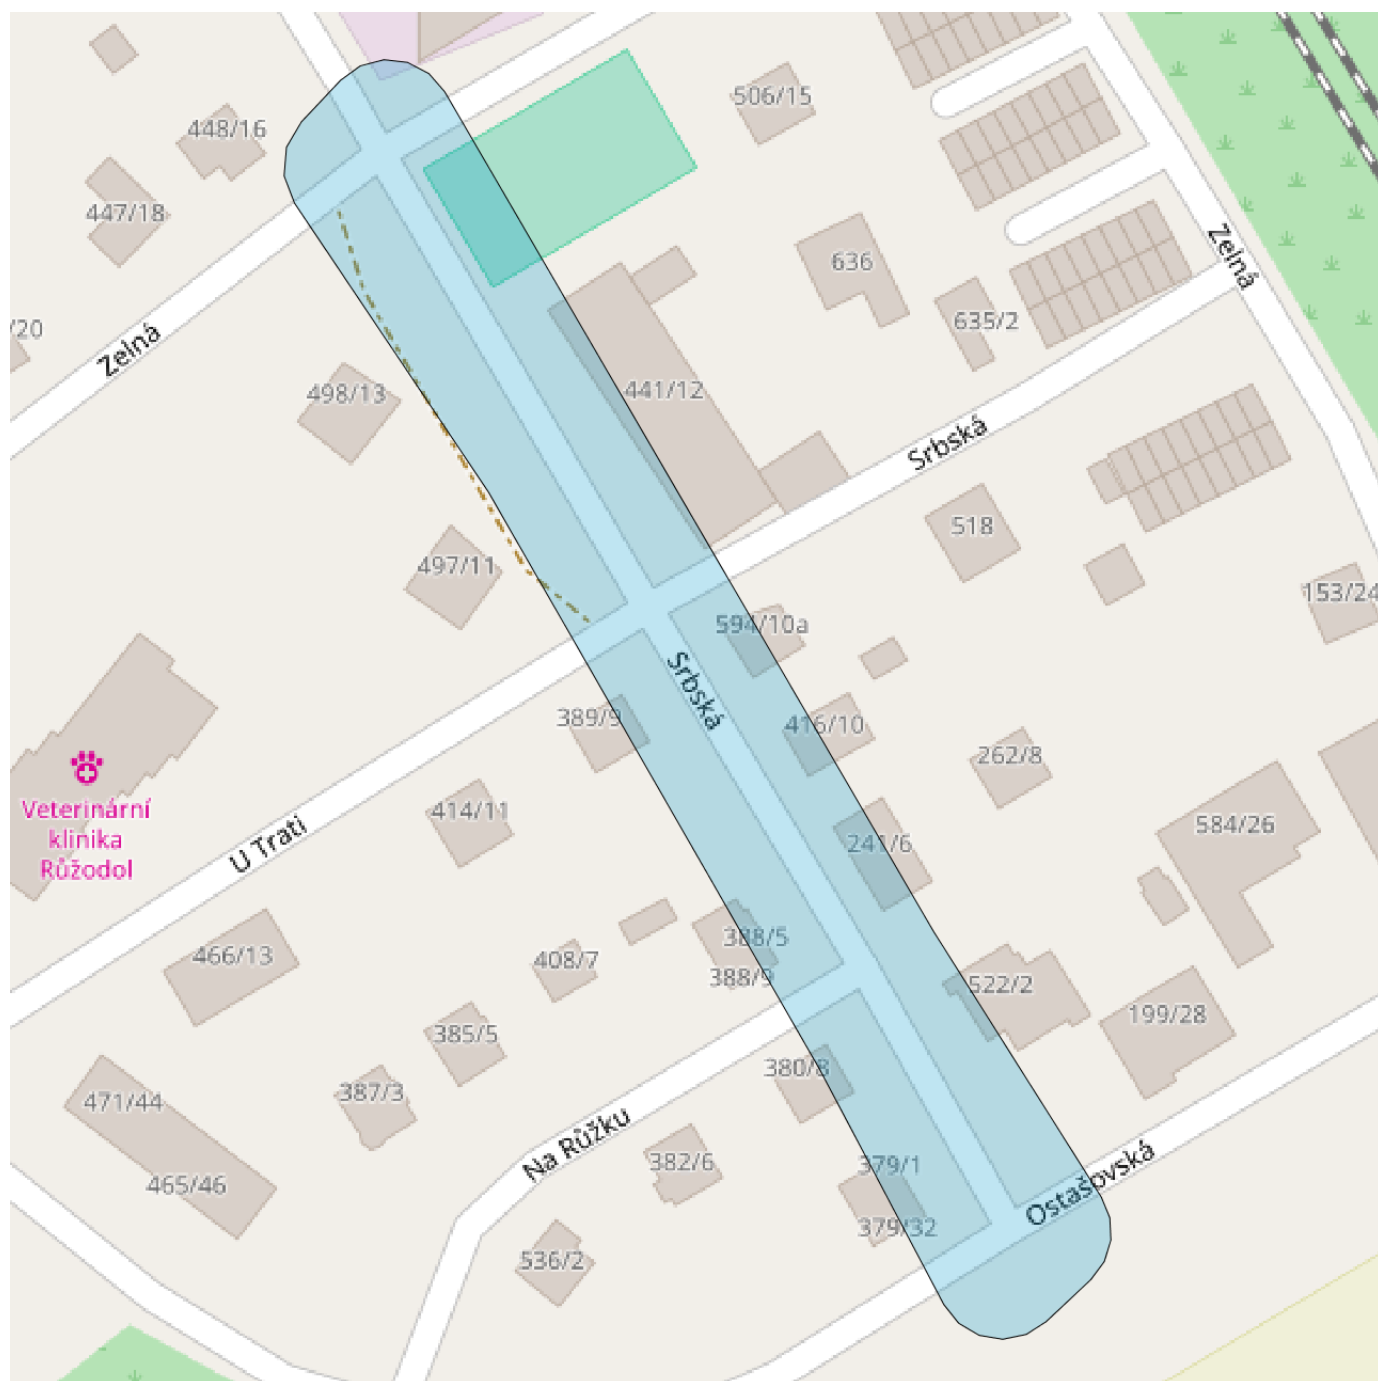 506/15
448/16
447/18
Zelná
636
/20
Zelná
635/2
498/13
441/12
Srbská
518
497/11
153/24
594/10a
Srbská
389/9
416/10
262/8
Veterinární
klinika
Růžodol
414/11
584/26
U Trati
241/6
388/5
466/13
408/7
388/9
522/2
199/28
385/5
380/8
387/3
471/44
Na Růžku
382/6
379/1
Ostašovská
465/46
379/32
536/2